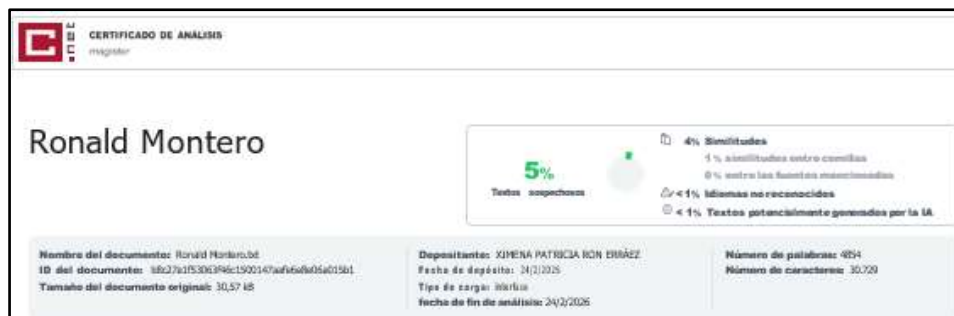 CERTIFICADO DE ANÁLISIS
magister
Ronald Montero
5%
Textos sospechosos
4% Similitudes
1% similitudes entre comillas
0% entre las fuentes mencionadas
< 1% Idiomas no reconocidos
< 1% Textos potencialmente generados por la IA
Nombre del documento: Ronald Montero.txt
ID del documento:
Tamaño del documento original: 30,57 kB
Depositante: XIMENA PATRICIA RON ERRÁEZ
Fecha de depósito: 24/2/2026
Tipo de carga: interface
fecha de fin de análisis: 24/2/2026
Número de palabras: 4854
Número de caracteres: 30.729